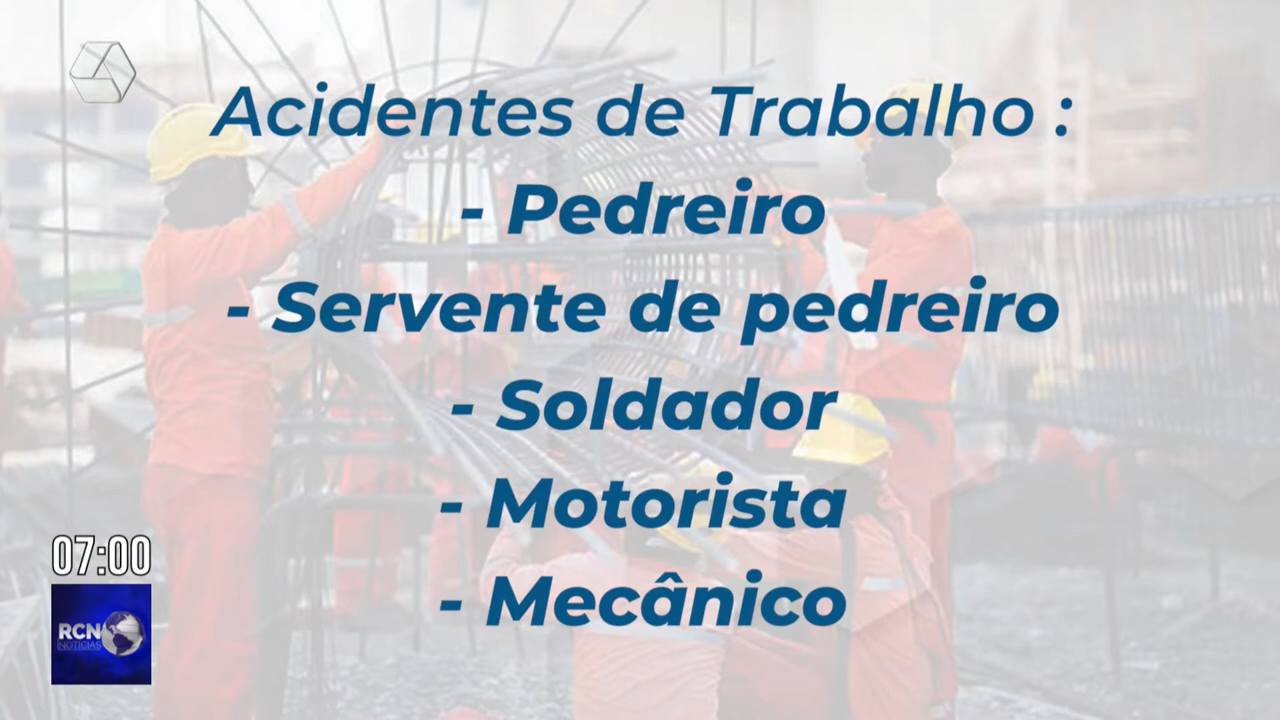 Acidentes de Trabalho :
- Pedreiro
- Servente de pedreiro
- Soldador
- Motorista
- Mecânico
07:00
RCN
NOTÍCIAS